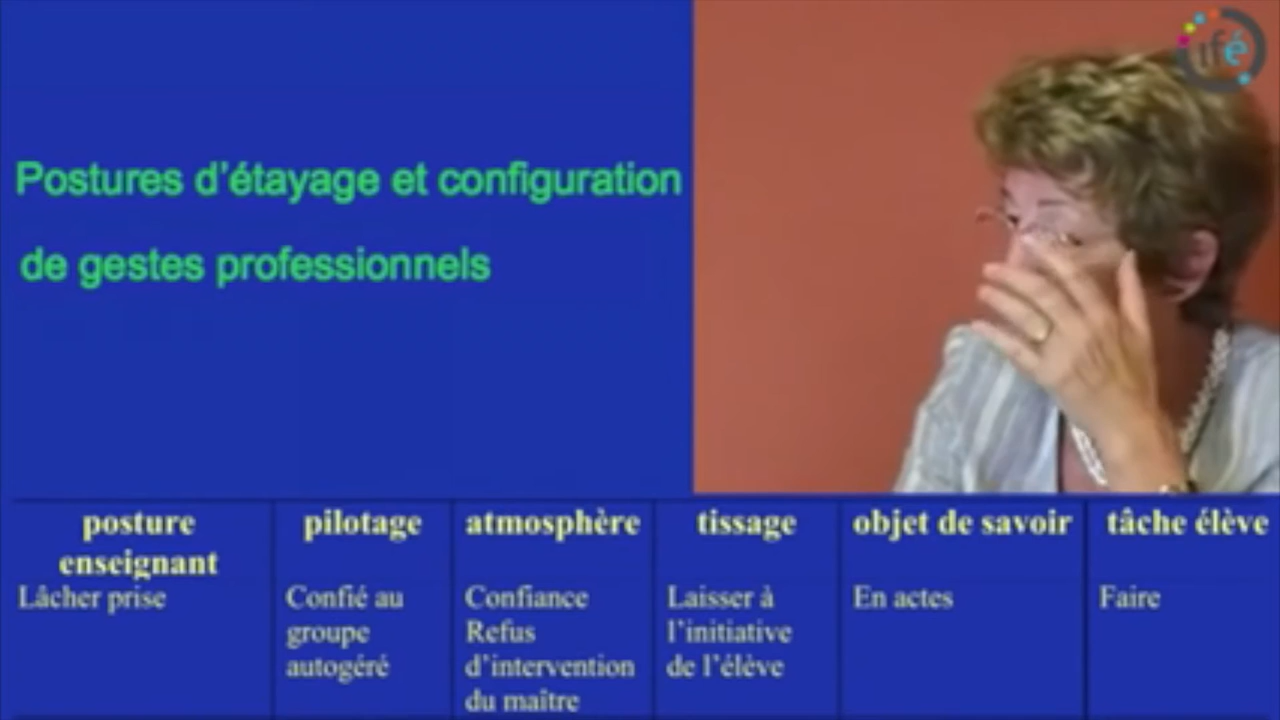 ifé
Postures d'étayage et configuration
de gestes professionnels
posture
enseignant
pilotage
atmosphère
tissage
objet de savoir
tâche élève
Lâcher prise
Confié au
groupe
autogéré
Confiance
Refus
d'intervention
du maître
Laisser à
l'initiative
de l'élève
En actes
Faire